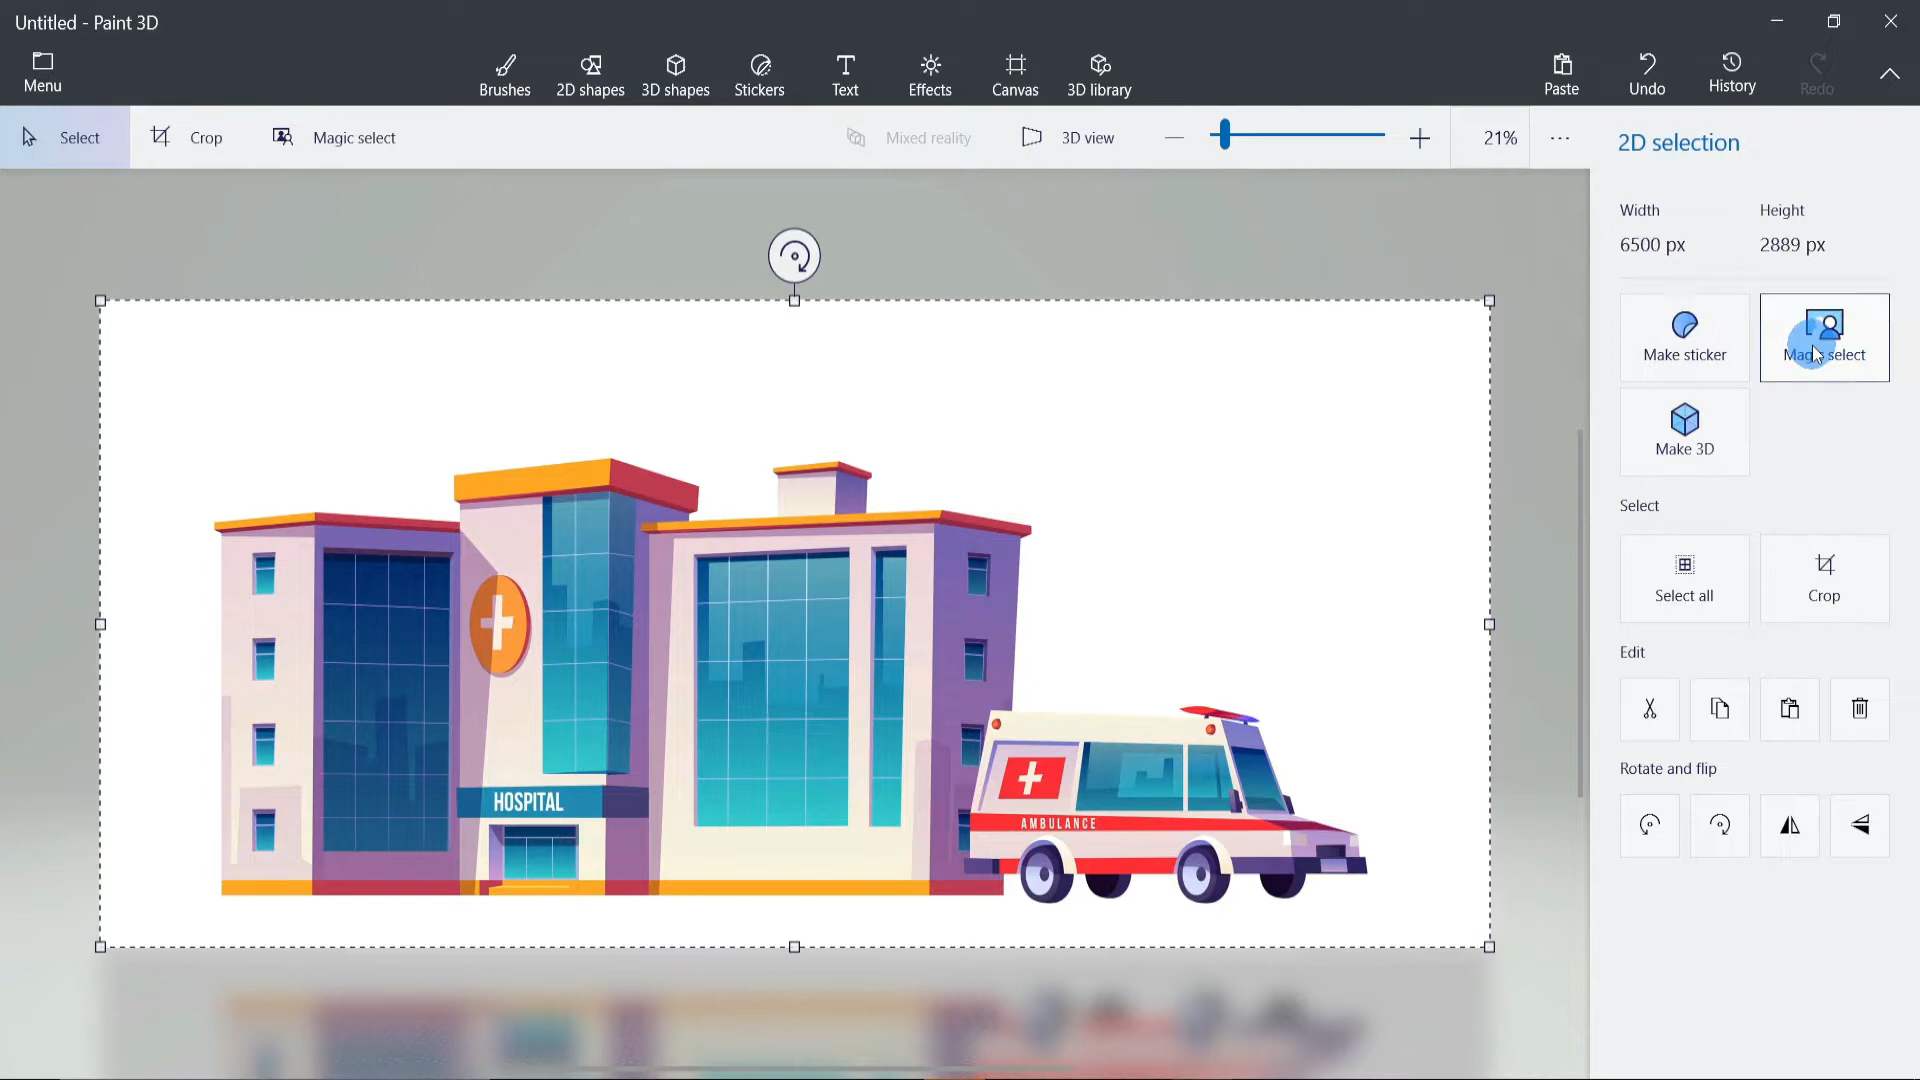 Untitled - Paint 3D
Menu
Brushes
2D shapes
3D shapes
Stickers
Text
Effects
Canvas
3D library
Paste
Undo
History
Redo
Select
Crop
Magic select
Mixed reality
3D view
21%
2D selection
Width
Height
6500 px
2889 px
Make sticker
Magic select
Make 3D
Select
Select all
Crop
Edit
Rotate and flip
HOSPITAL
AMBULANCE